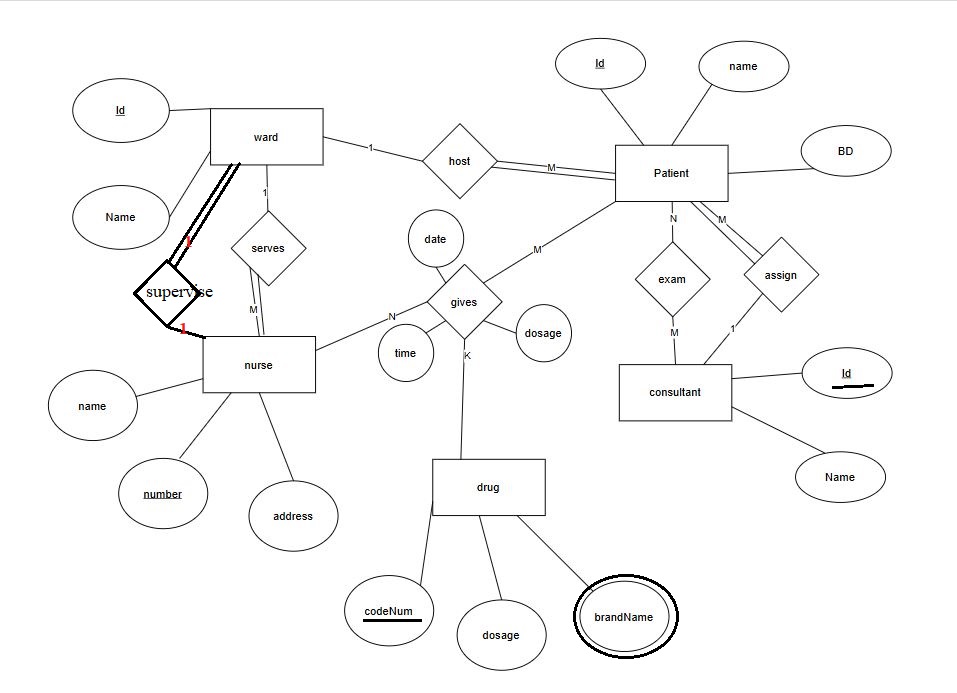 Id
name
Id
ward
1
host
M
Patient
BD
Name
1
1
serves
date
M
N
M
supervise
exam
assign
M
gives
N
1
M
1
dosage
time
K
nurse
Id
name
consultant
number
address
drug
Name
codeNum
dosage
brandName